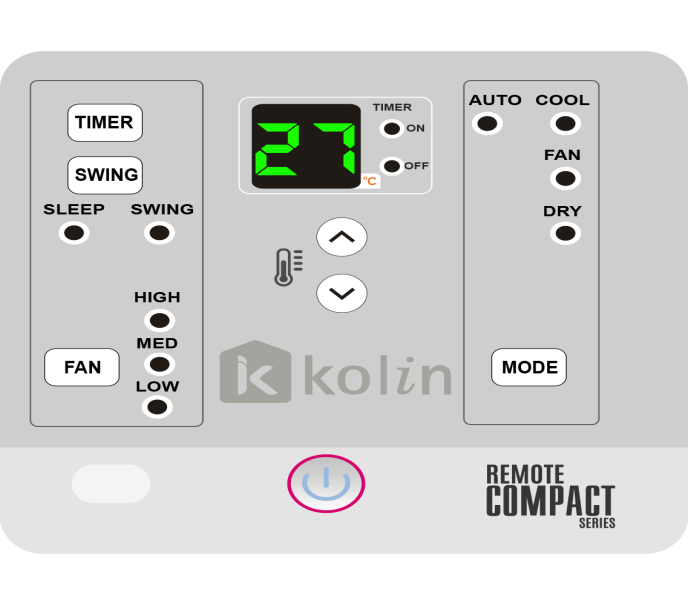 TIMER
SWING
SLEEP SWING
HIGH
MED
FAN
LOW
27
°C
TIMER
ON
OFF
k kolin
AUTO COOL
FAN
DRY
MODE
REMOTE
COMPACT
SERIES